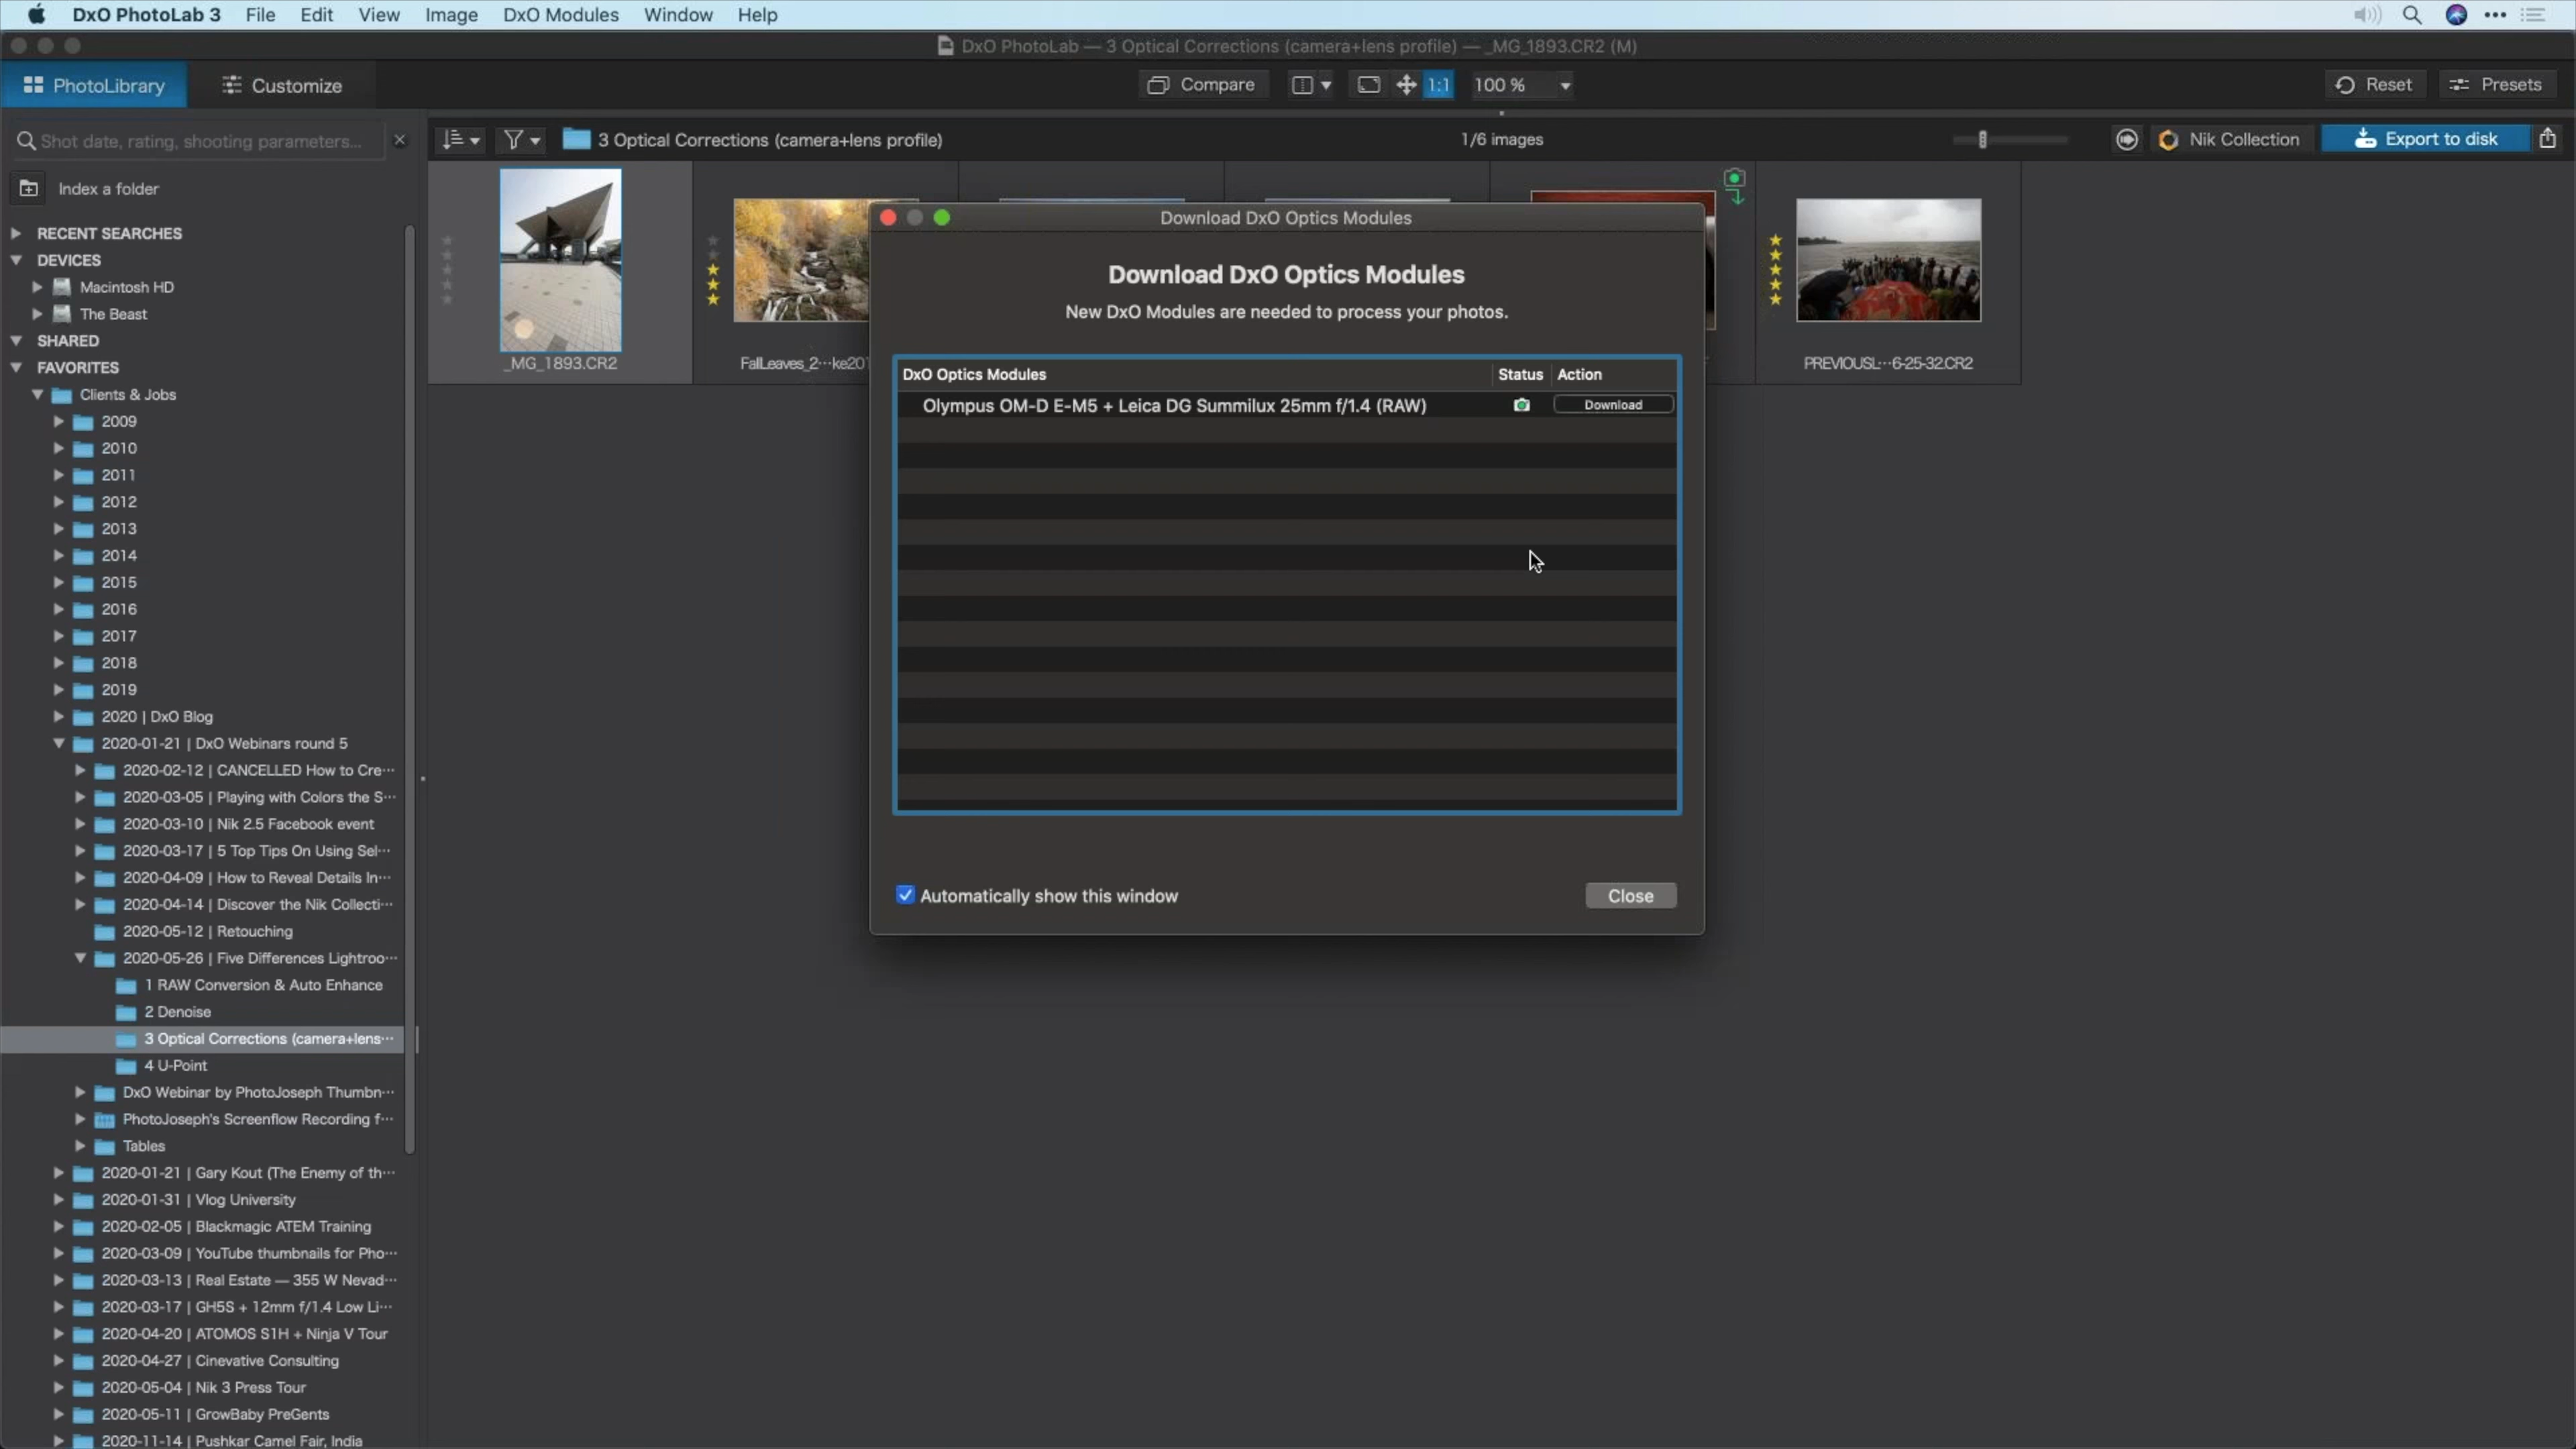 DxO PhotoLab 3 File Edit View Image DxO Modules Window Help
DxO PhotoLab — 3 Optical Corrections (camera+lens profile) — _MG_1893.CR2 (M)
PhotoLibrary Customize Compare 1:1 100 % Reset Presets
Shot date, rating, shooting parameters...
3 Optical Corrections (camera+lens profile) 1/6 images Nik Collection Export to disk
Index a folder
RECENT SEARCHES
DEVICES
Macintosh HD
The Beast
SHARED
FAVORITES
Clients & Jobs
2009
2010
2011
2012
2013
2014
2015
2016
2017
2018
2019
2020 | DxO Blog
2020-01-21 | DxO Webinars round 5
2020-02-12 | CANCELLED How to Cre···
2020-03-05 | Playing with Colors the S···
2020-03-10 | Nik 2.5 Facebook event
2020-03-17 | 5 Top Tips On Using Sel···
2020-04-09 | How to Reveal Details In···
2020-04-14 | Discover the Nik Collecti···
2020-05-12 | Retouching
2020-05-26 | Five Differences Lightroo···
1 RAW Conversion & Auto Enhance
2 Denoise
3 Optical Corrections (camera+lens···
4 U-Point
DxO Webinar by PhotoJoseph Thumbn···
PhotoJoseph's Screenflow Recording f···
Tables
2020-01-21 | Gary Kout (The Enemy of th···
2020-01-31 | Vlog University
2020-02-05 | Blackmagic ATEM Training
2020-03-09 | YouTube thumbnails for Pho···
2020-03-13 | Real Estate — 355 W Nevad···
2020-03-17 | GH5S + 12mm f/1.4 Low Li···
2020-04-20 | ATOMOS S1H + Ninja V Tour
2020-04-27 | Cinevative Consulting
2020-05-04 | Nik 3 Press Tour
2020-05-11 | GrowBaby PreGents
2020-11-14 | Pushkar Camel Fair, India
_MG_1893.CR2
FallLeaves_2···ke201
PREVIOUSL···6-25-32.CR2
Download DxO Optics Modules
Download DxO Optics Modules
New DxO Modules are needed to process your photos.
DxO Optics Modules Status Action
Olympus OM-D E-M5 + Leica DG Summilux 25mm f/1.4 (RAW) Download
Automatically show this window
Close